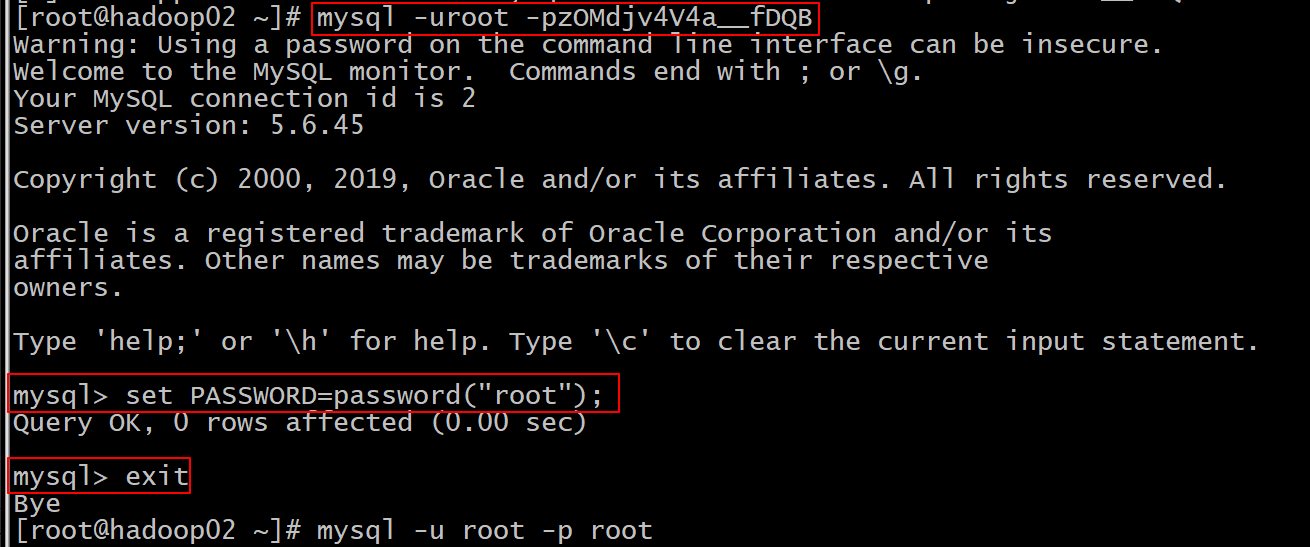 [root@hadoop02 ~]# mysql -uroot -pzOMdjv4V4a__fDQB
Warning: Using a password on the command line interface can be insecure.
Welcome to the MySQL monitor.  Commands end with ; or \g.
Your MySQL connection id is 2
Server version: 5.6.45
Copyright (c) 2000, 2019, Oracle and/or its affiliates. All rights reserved.
Oracle is a registered trademark of Oracle Corporation and/or its
affiliates. Other names may be trademarks of their respective
owners.
Type 'help;' or '\h' for help. Type '\c' to clear the current input statement.
mysql> set PASSWORD=password("root");
Query OK, 0 rows affected (0.00 sec)
mysql> exit
Bye
[root@hadoop02 ~]# mysql -u root -p root